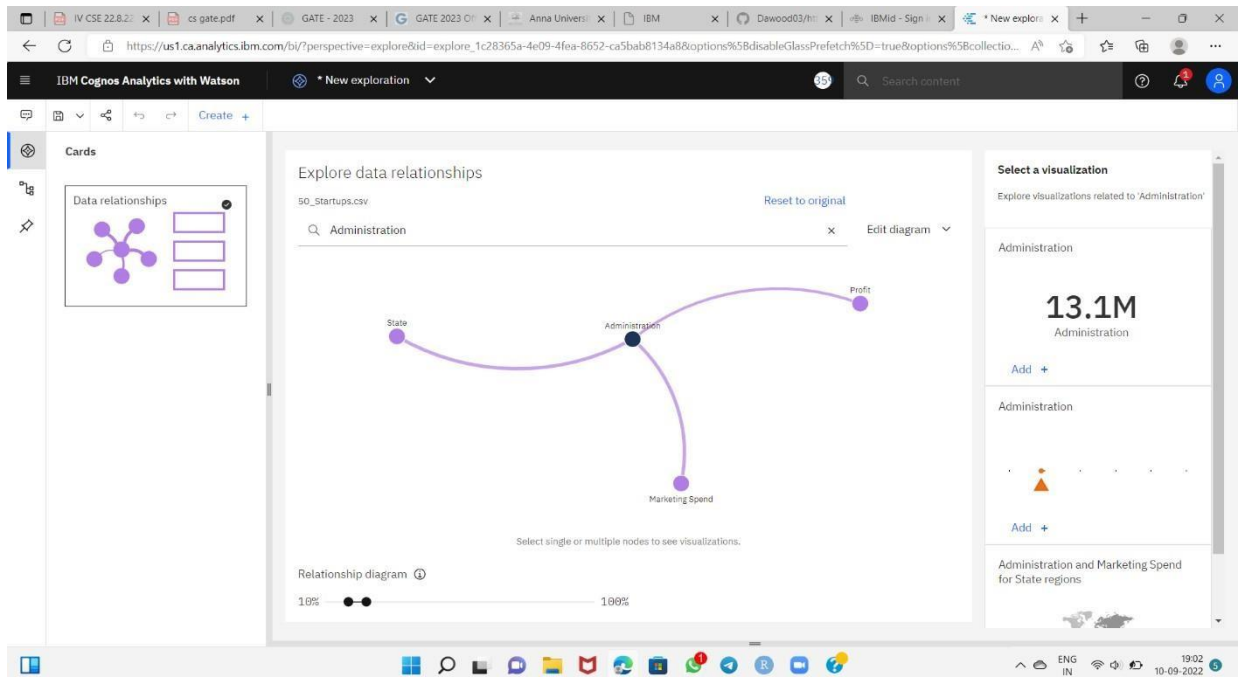 IV CSE 22.8.22
cs gate.pdf
GATE - 2023
GATE 2023 Of
Anna Universi
IBM
Dawood03/ht
IBMid - Sign i
* New explora
https://us1.ca.analytics.ibm.com/bi/?perspective=explore&id=explore_1c28365a-4e09-4fea-8652-ca5bab8134a8&options%5BdisableGlassPrefetch%5D=true&options%5Bcollectio...
IBM Cognos Analytics with Watson
* New exploration
Search content
1
Create +
Cards
Data relationships
Explore data relationships
50_Startups.csv
Reset to original
Administration
Edit diagram
State
Administration
Profit
Marketing Spend
Select single or multiple nodes to see visualizations.
Relationship diagram
10%
100%
Select a visualization
Explore visualizations related to 'Administration'
Administration
13.1M
Administration
Add +
Administration
Add +
Administration and Marketing Spend
for State regions
ENG
IN
19:02
10-09-2022
5